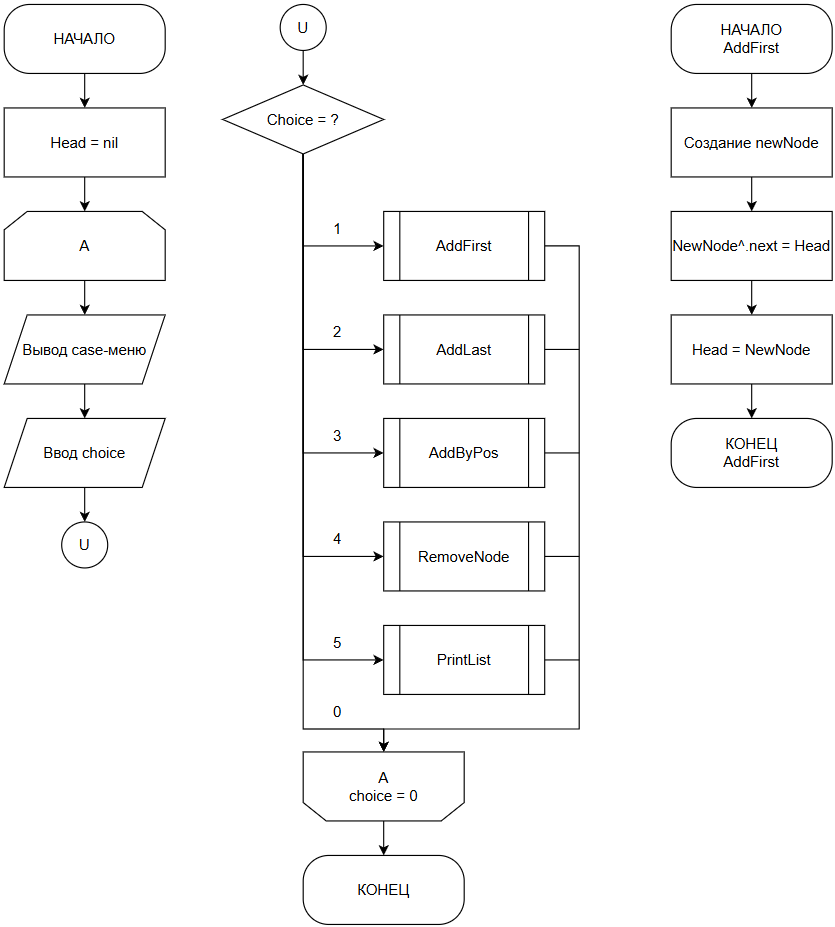 НАЧАЛО
Head = nil
А
Вывод case-меню
Ввод choice
U
U
Choice = ?
1
AddFirst
2
AddLast
3
AddByPos
4
RemoveNode
5
PrintList
0
А
choice = 0
КОНЕЦ
НАЧАЛО
AddFirst
Создание newNode
NewNode^.next = Head
Head = NewNode
КОНЕЦ
AddFirst